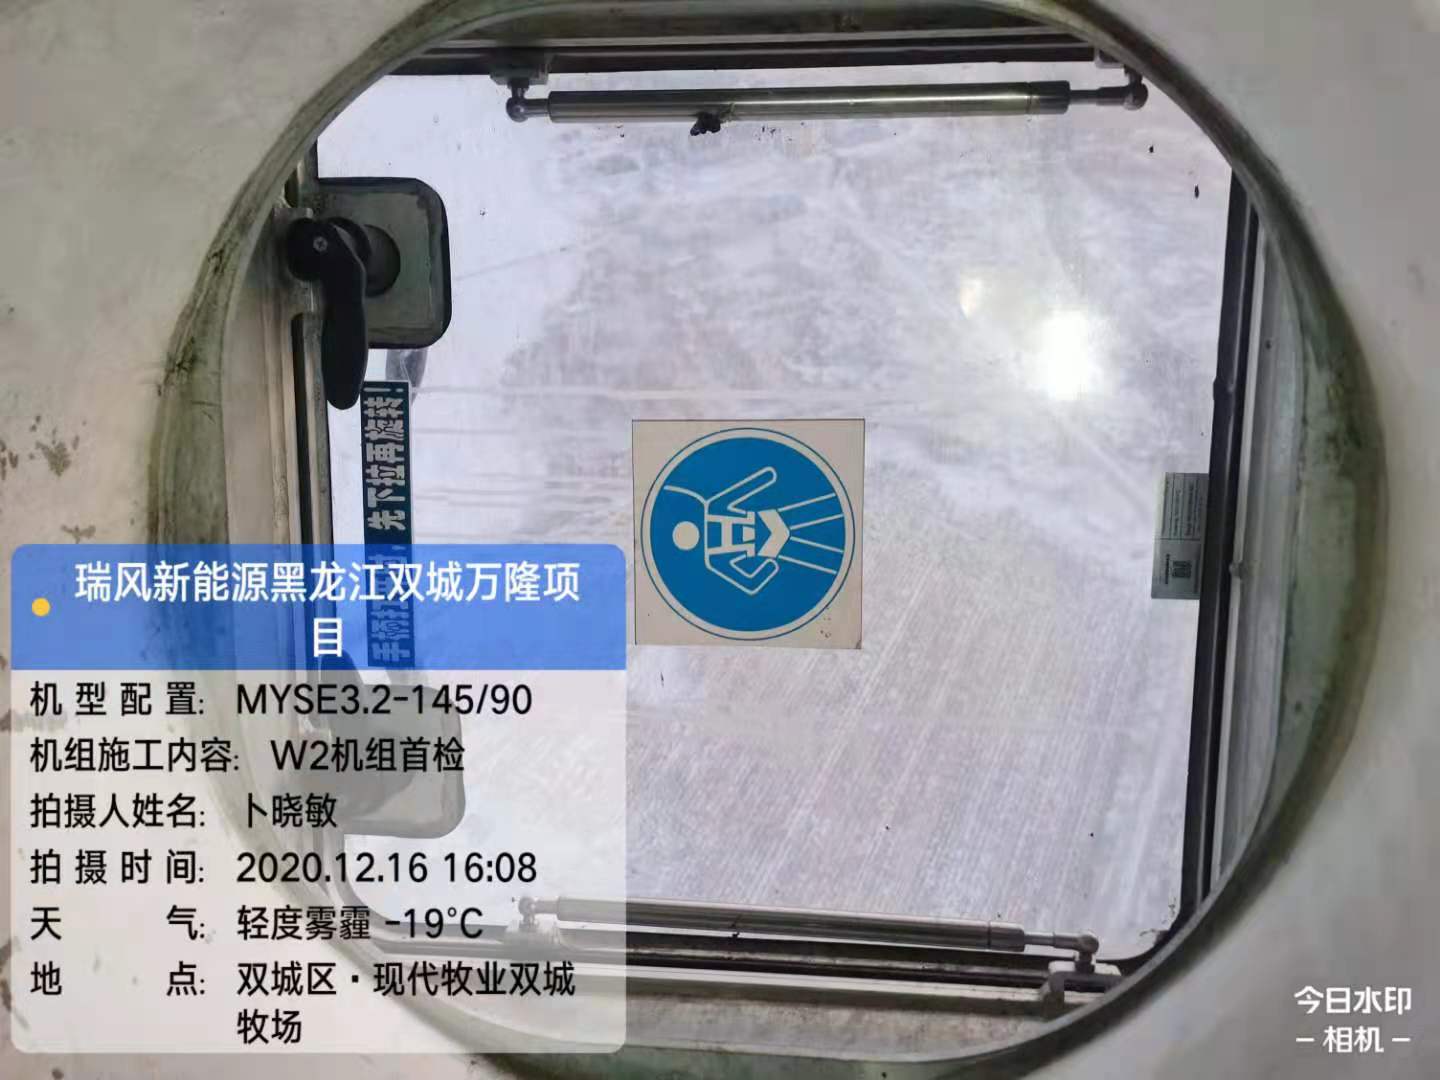 手柄
先下拉再旋转!
瑞风新能源黑龙江双城万隆项
目
机型配置: MYSE3.2-145/90
机组施工内容: W2机组首检
拍摄人姓名: 卜晓敏
拍摄时间: 2020.12.16 16:08
天气: 轻度雾霾 -19℃
地点: 双城区·现代牧业双城
牧场
今日水印
-相机-